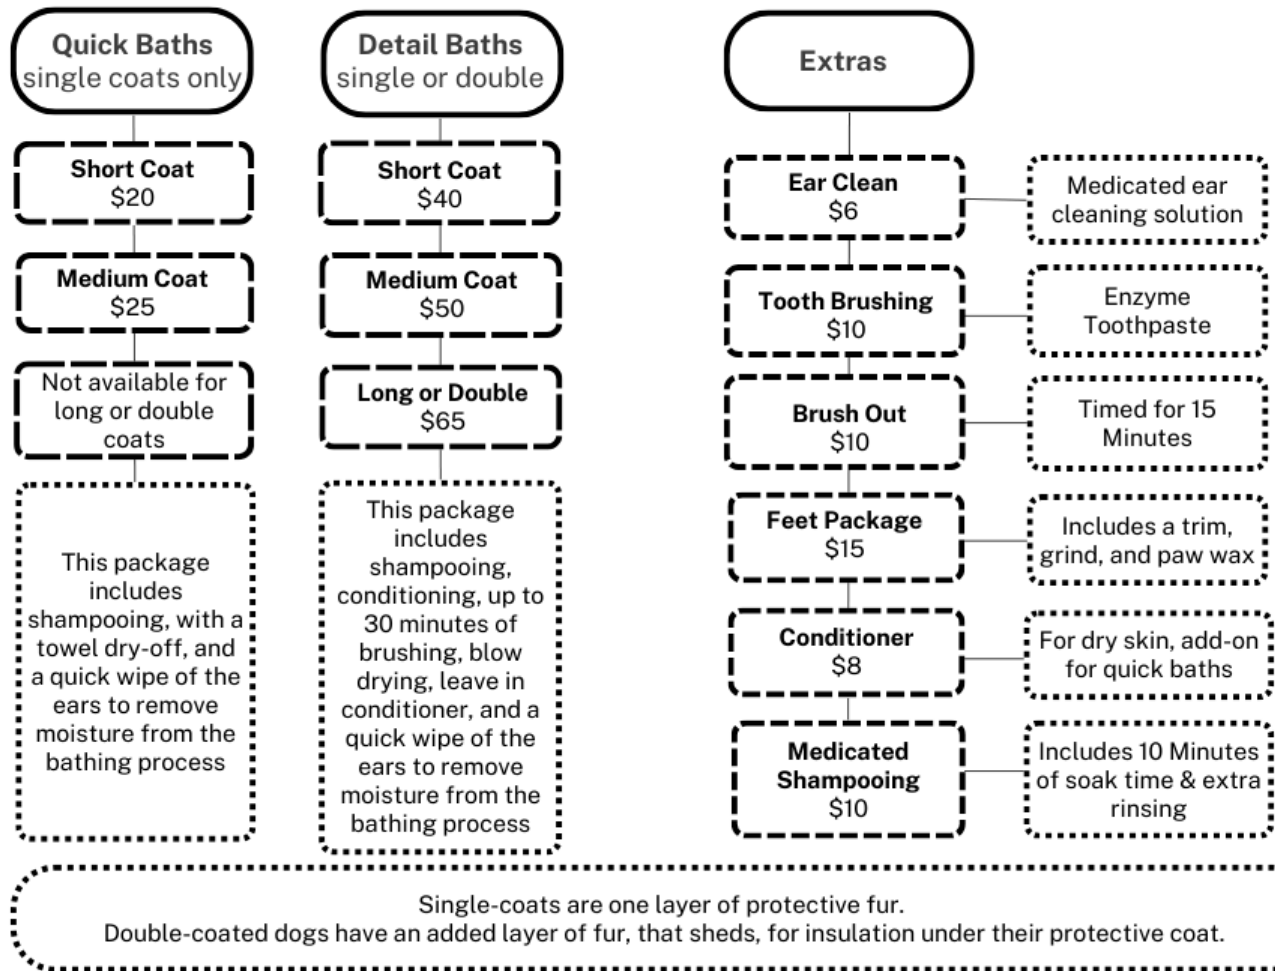 Quick Baths
single coats only
Short Coat
$20
Medium Coat
$25
Not available for
long or double
coats
This package
includes
shampooing, with a
towel dry-off, and
a quick wipe of the
ears to remove
moisture from the
bathing process
Detail Baths
single or double
Short Coat
$40
Medium Coat
$50
Long or Double
$65
This package
includes
shampooing,
conditioning, up to
30 minutes of
brushing, blow
drying, leave in
conditioner, and a
quick wipe of the
ears to remove
moisture from the
bathing process
Extras
Ear Clean
$6
Medicated ear
cleaning solution
Tooth Brushing
$10
Enzyme
Toothpaste
Brush Out
$10
Timed for 15
Minutes
Feet Package
$15
Includes a trim,
grind, and paw wax
Conditioner
$8
For dry skin, add-on
for quick baths
Medicated
Shampooing
$10
Includes 10 Minutes
of soak time & extra
rinsing
Single-coats are one layer of protective fur.
Double-coated dogs have an added layer of fur, that sheds, for insulation under their protective coat.